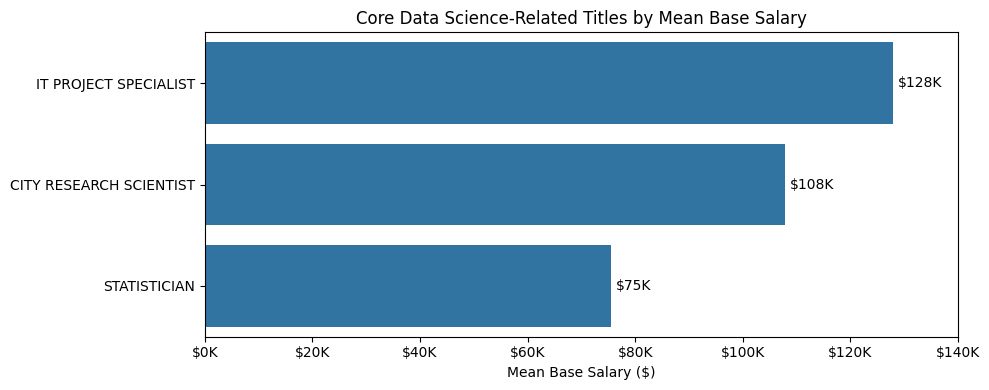 Core Data Science-Related Titles by Mean Base Salary
IT PROJECT SPECIALIST
$128K
CITY RESEARCH SCIENTIST
$108K
STATISTICIAN
$75K
$0K $20K $40K $60K $80K $100K $120K $140K
Mean Base Salary ($)